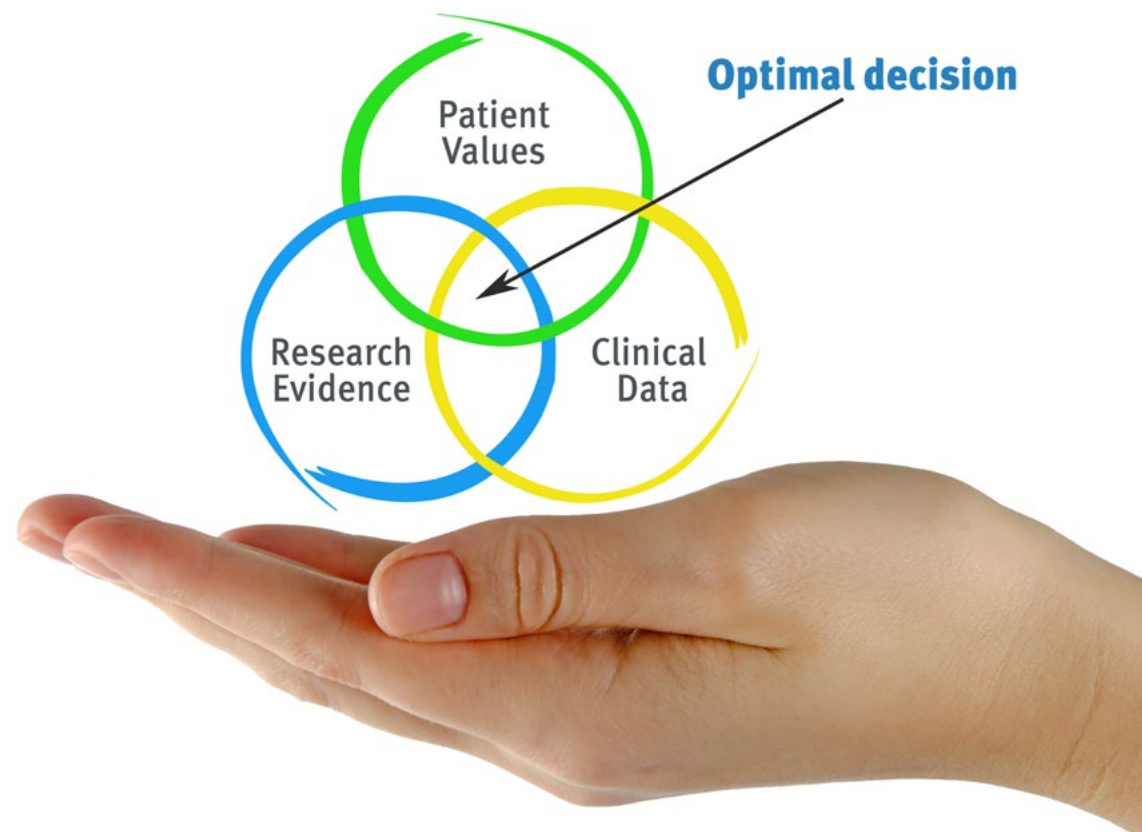 Optimal decision
Patient
Values
Research
Evidence
Clinical
Data